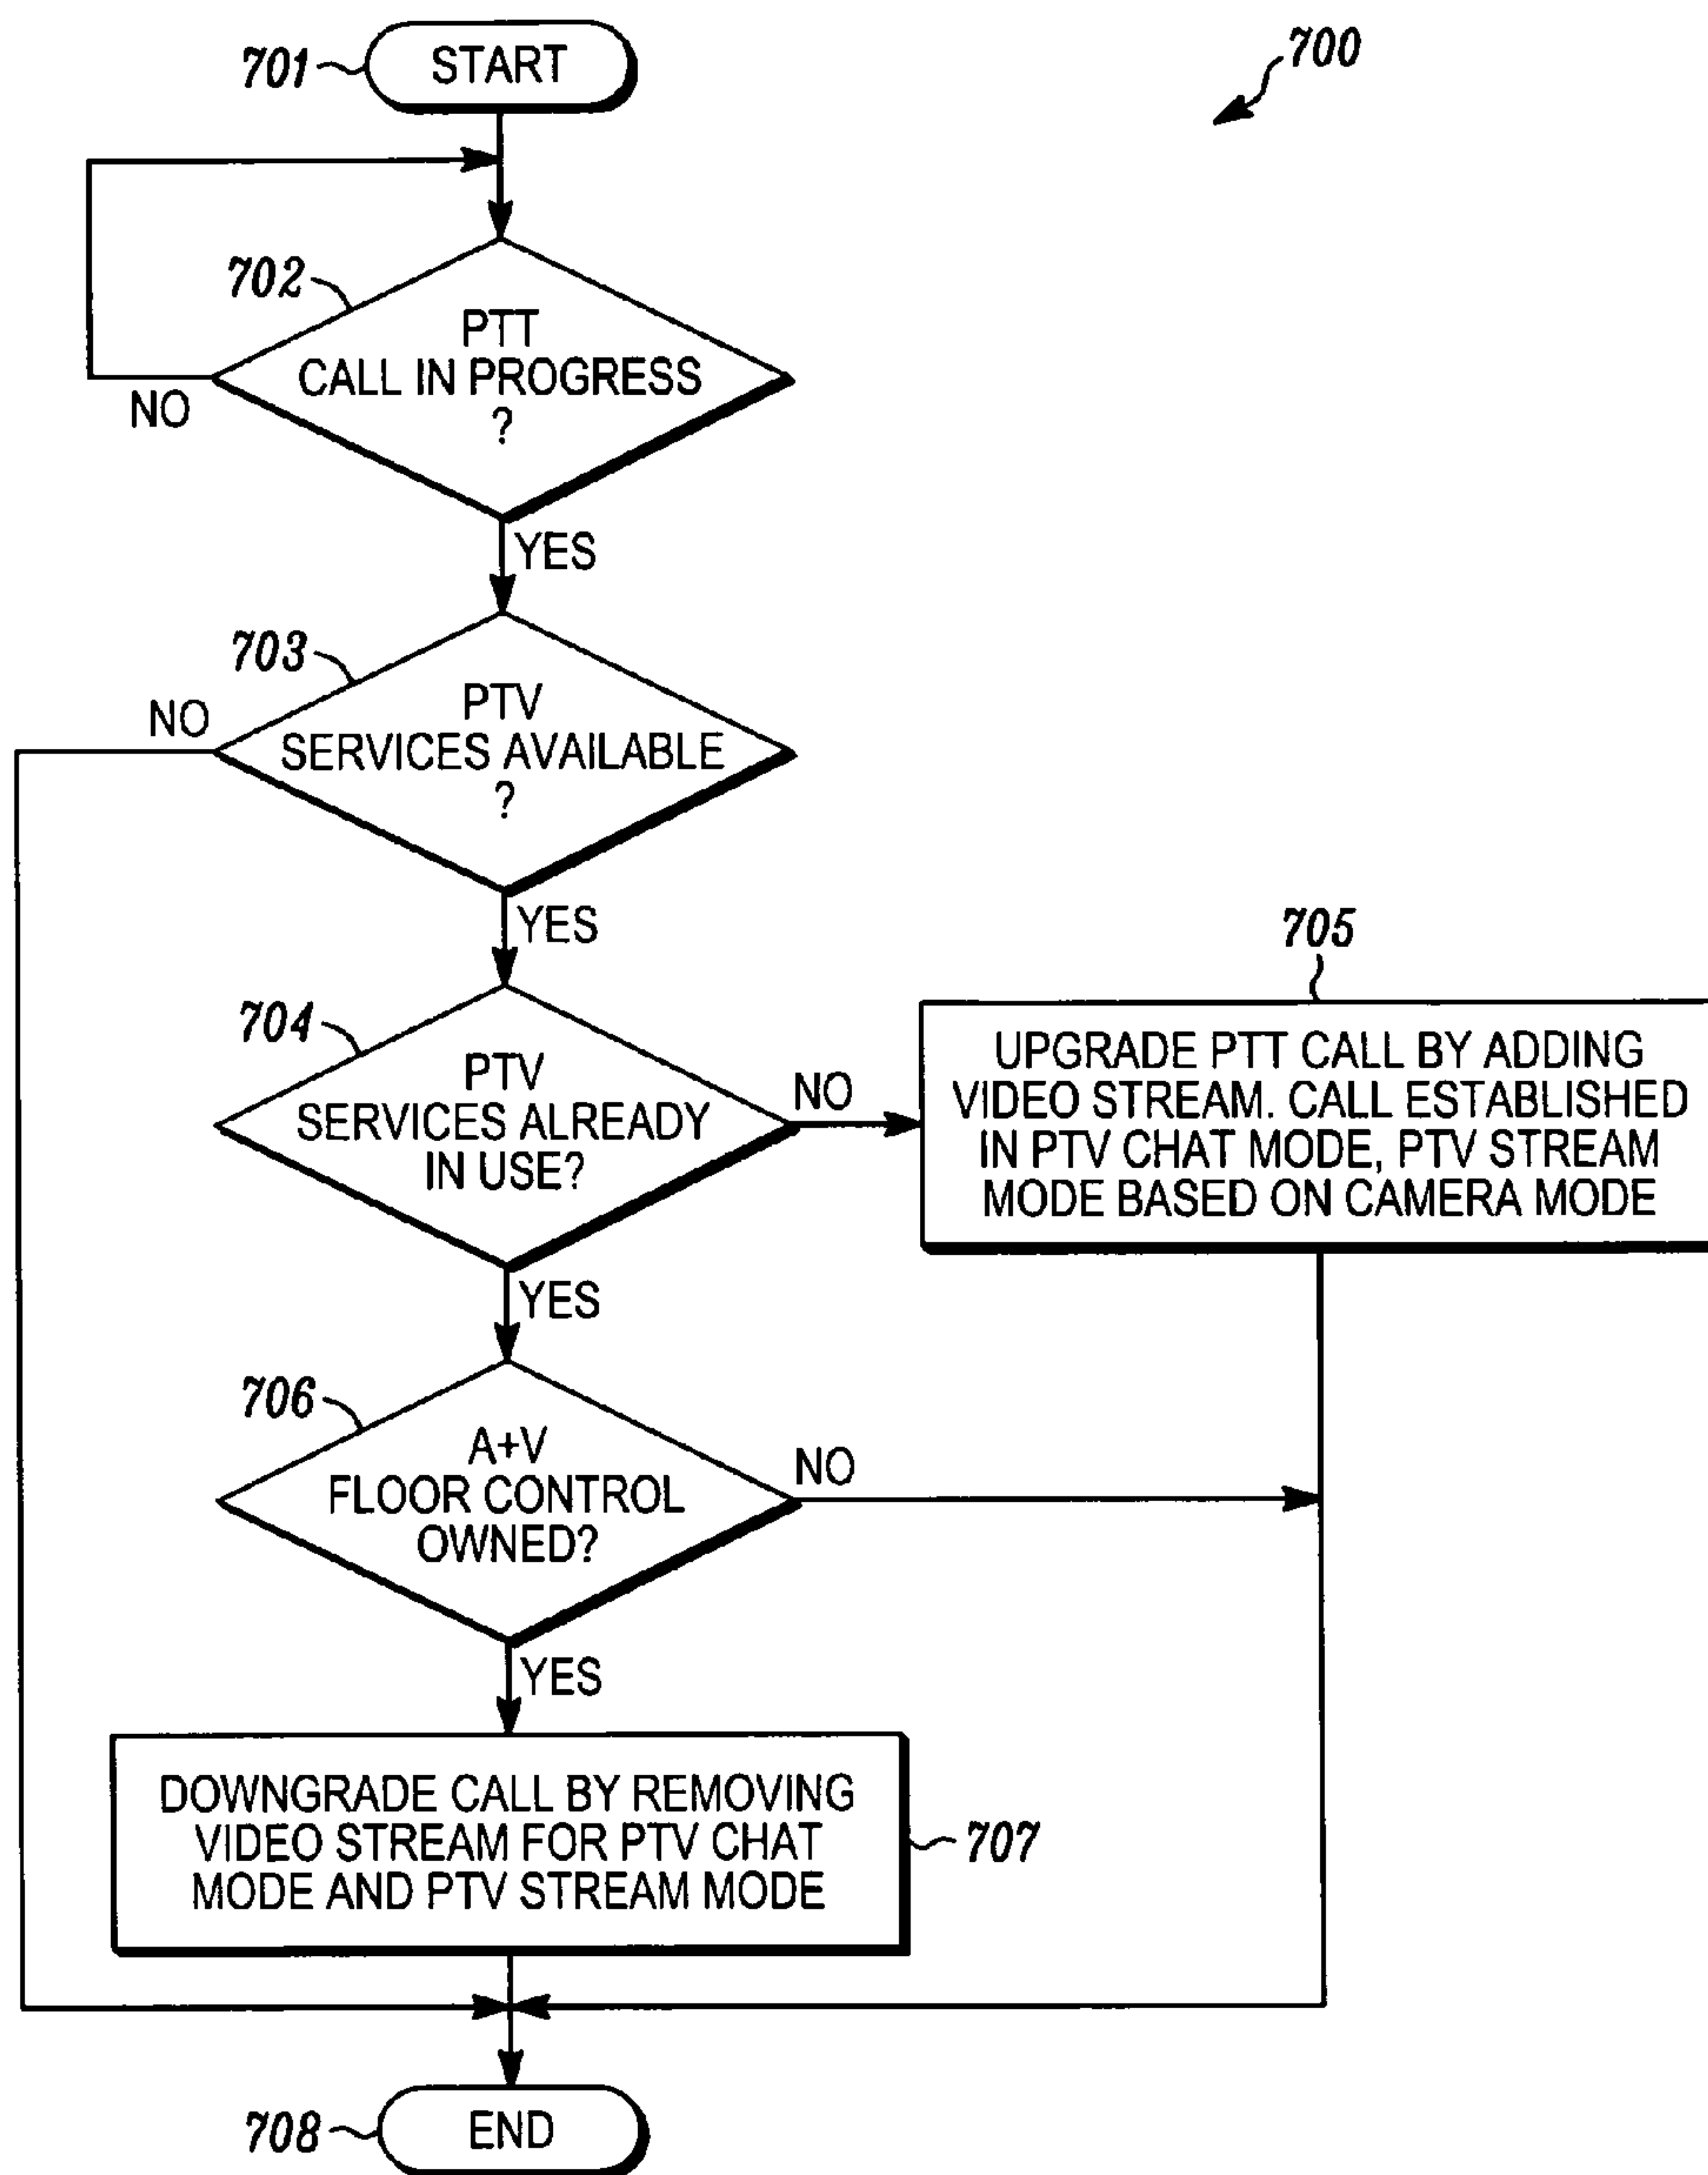 700
701
START
702
PTT
CALL IN PROGRESS
?
NO
YES
703
PTV
SERVICES AVAILABLE
?
NO
YES
704
PTV
SERVICES ALREADY
IN USE?
NO
705
UPGRADE PTT CALL BY ADDING
VIDEO STREAM. CALL ESTABLISHED
IN PTV CHAT MODE, PTV STREAM
MODE BASED ON CAMERA MODE
YES
706
A+V
FLOOR CONTROL
OWNED?
NO
YES
DOWNGRADE CALL BY REMOVING
VIDEO STREAM FOR PTV CHAT
MODE AND PTV STREAM MODE
707
708
END